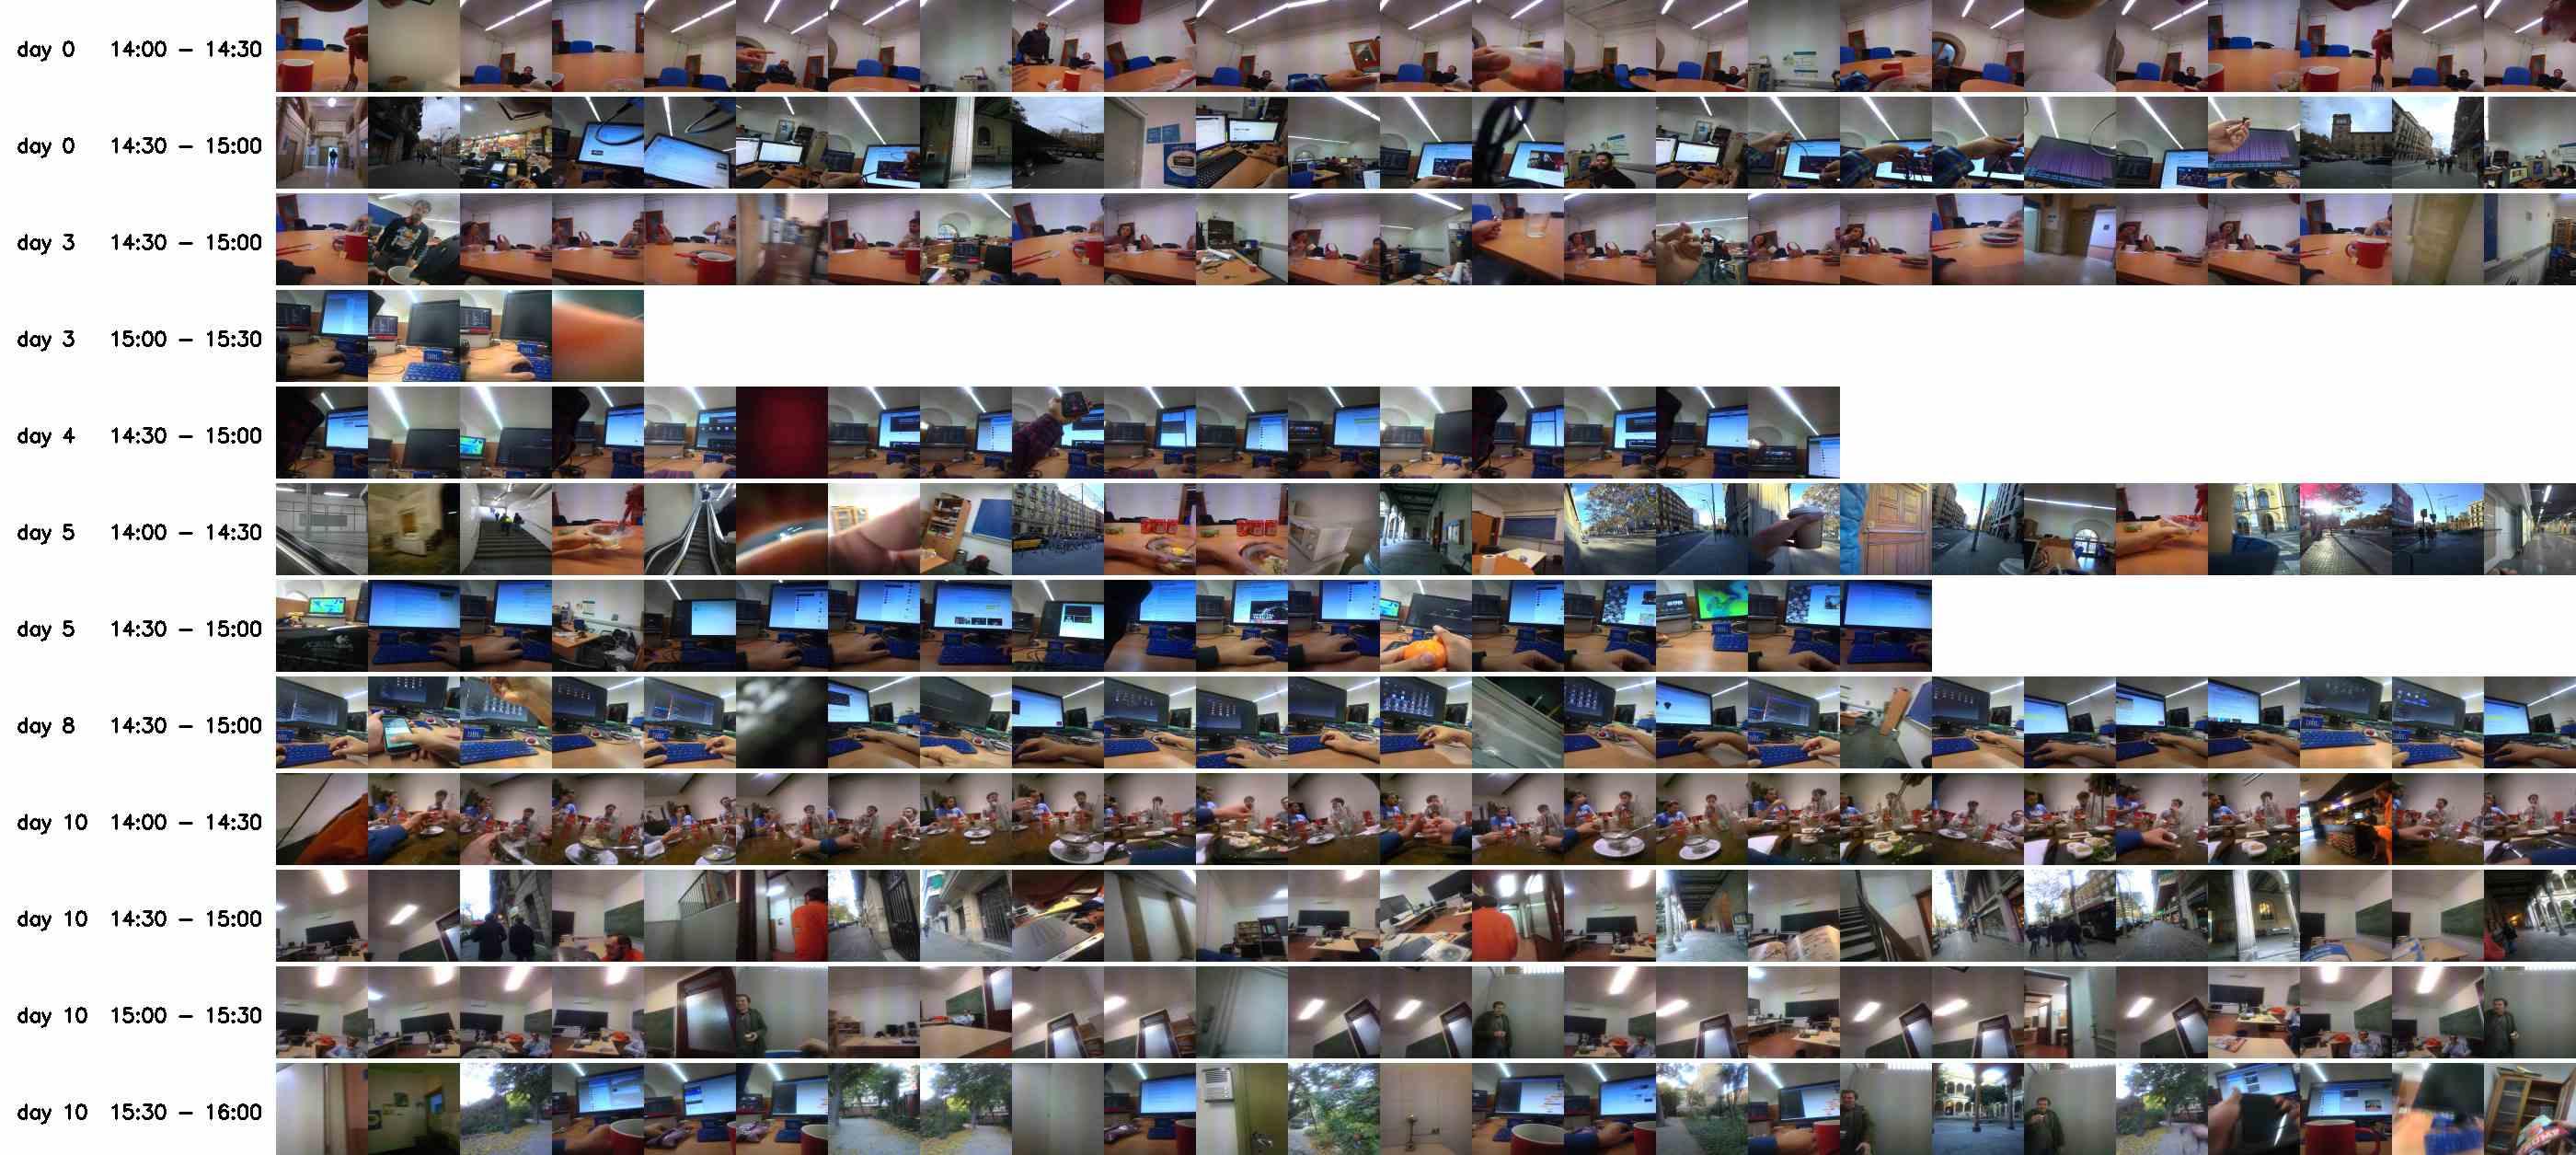 day 0 14:00 - 14:30
day 0 14:30 - 15:00
day 3 14:30 - 15:00
day 3 15:00 - 15:30
day 4 14:30 - 15:00
day 5 14:00 - 14:30
day 5 14:30 - 15:00
day 8 14:30 - 15:00
day 10 14:00 - 14:30
day 10 14:30 - 15:00
day 10 15:00 - 15:30
day 10 15:30 - 16:00